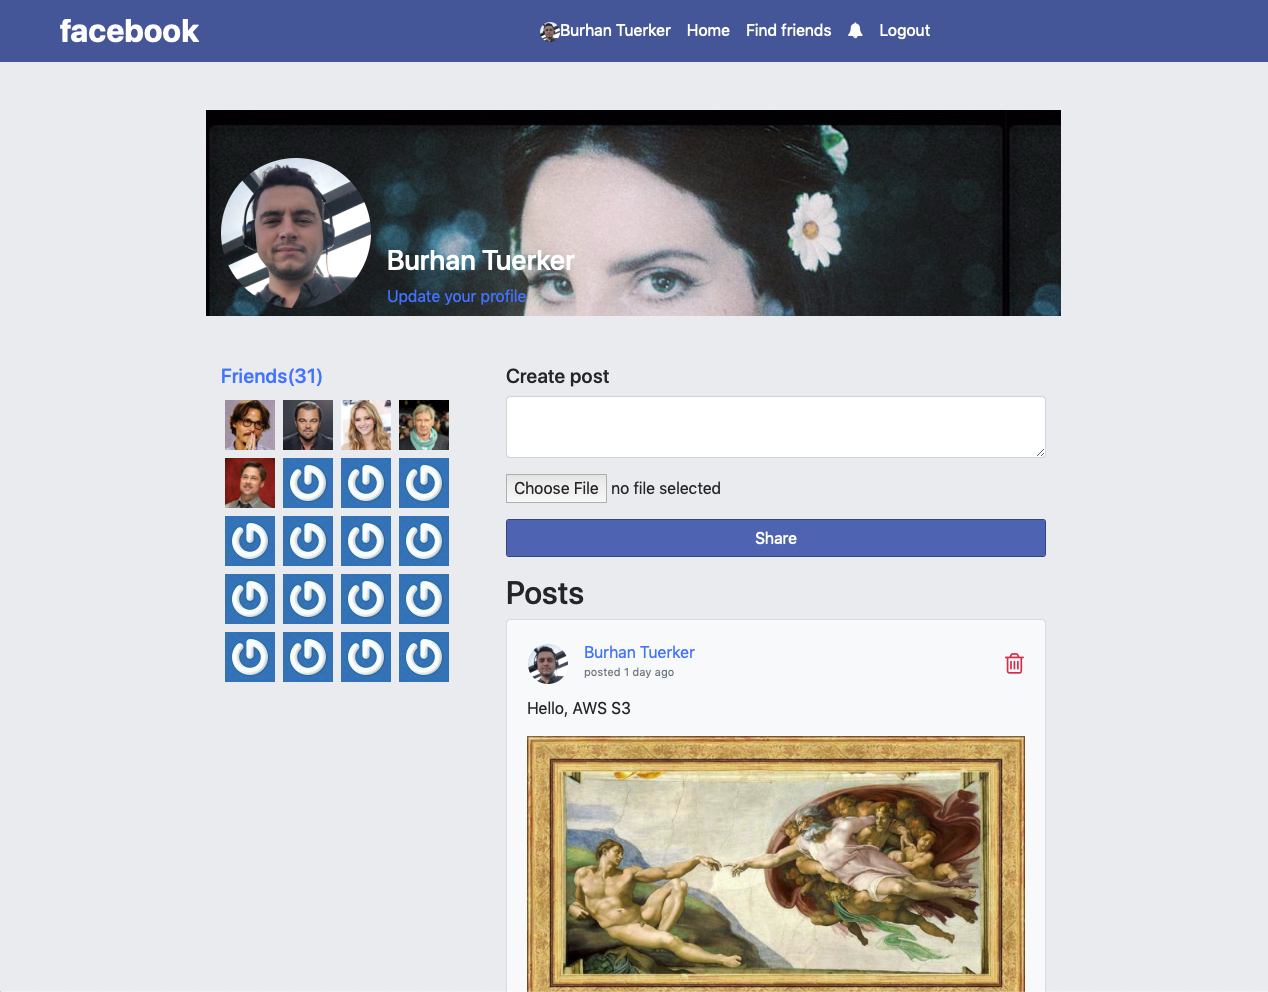 facebook
Burhan Tuerker Home Find friends Logout
Burhan Tuerker
Update your profile
Friends(31)
Create post
Choose File no file selected
Share
Posts
Burhan Tuerker
posted 1 day ago
Hello, AWS S3